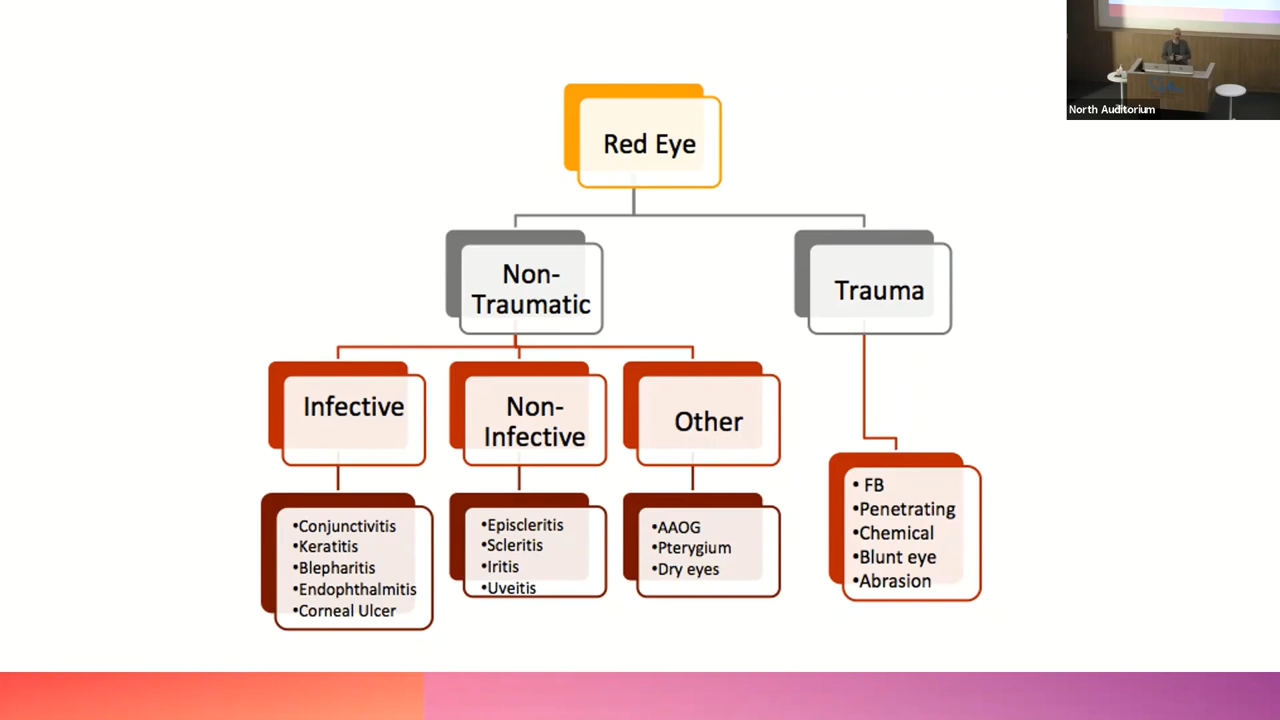 Red Eye
Non-
Traumatic
Trauma
Infective
Non-
Infective
Other
•Conjunctivitis
•Keratitis
•Blepharitis
•Endophthalmitis
•Corneal Ulcer
•Episcleritis
•Scleritis
•Iritis
•Uveitis
•AAOG
•Pterygium
•Dry eyes
• FB
•Penetrating
•Chemical
•Blunt eye
•Abrasion
North Auditorium